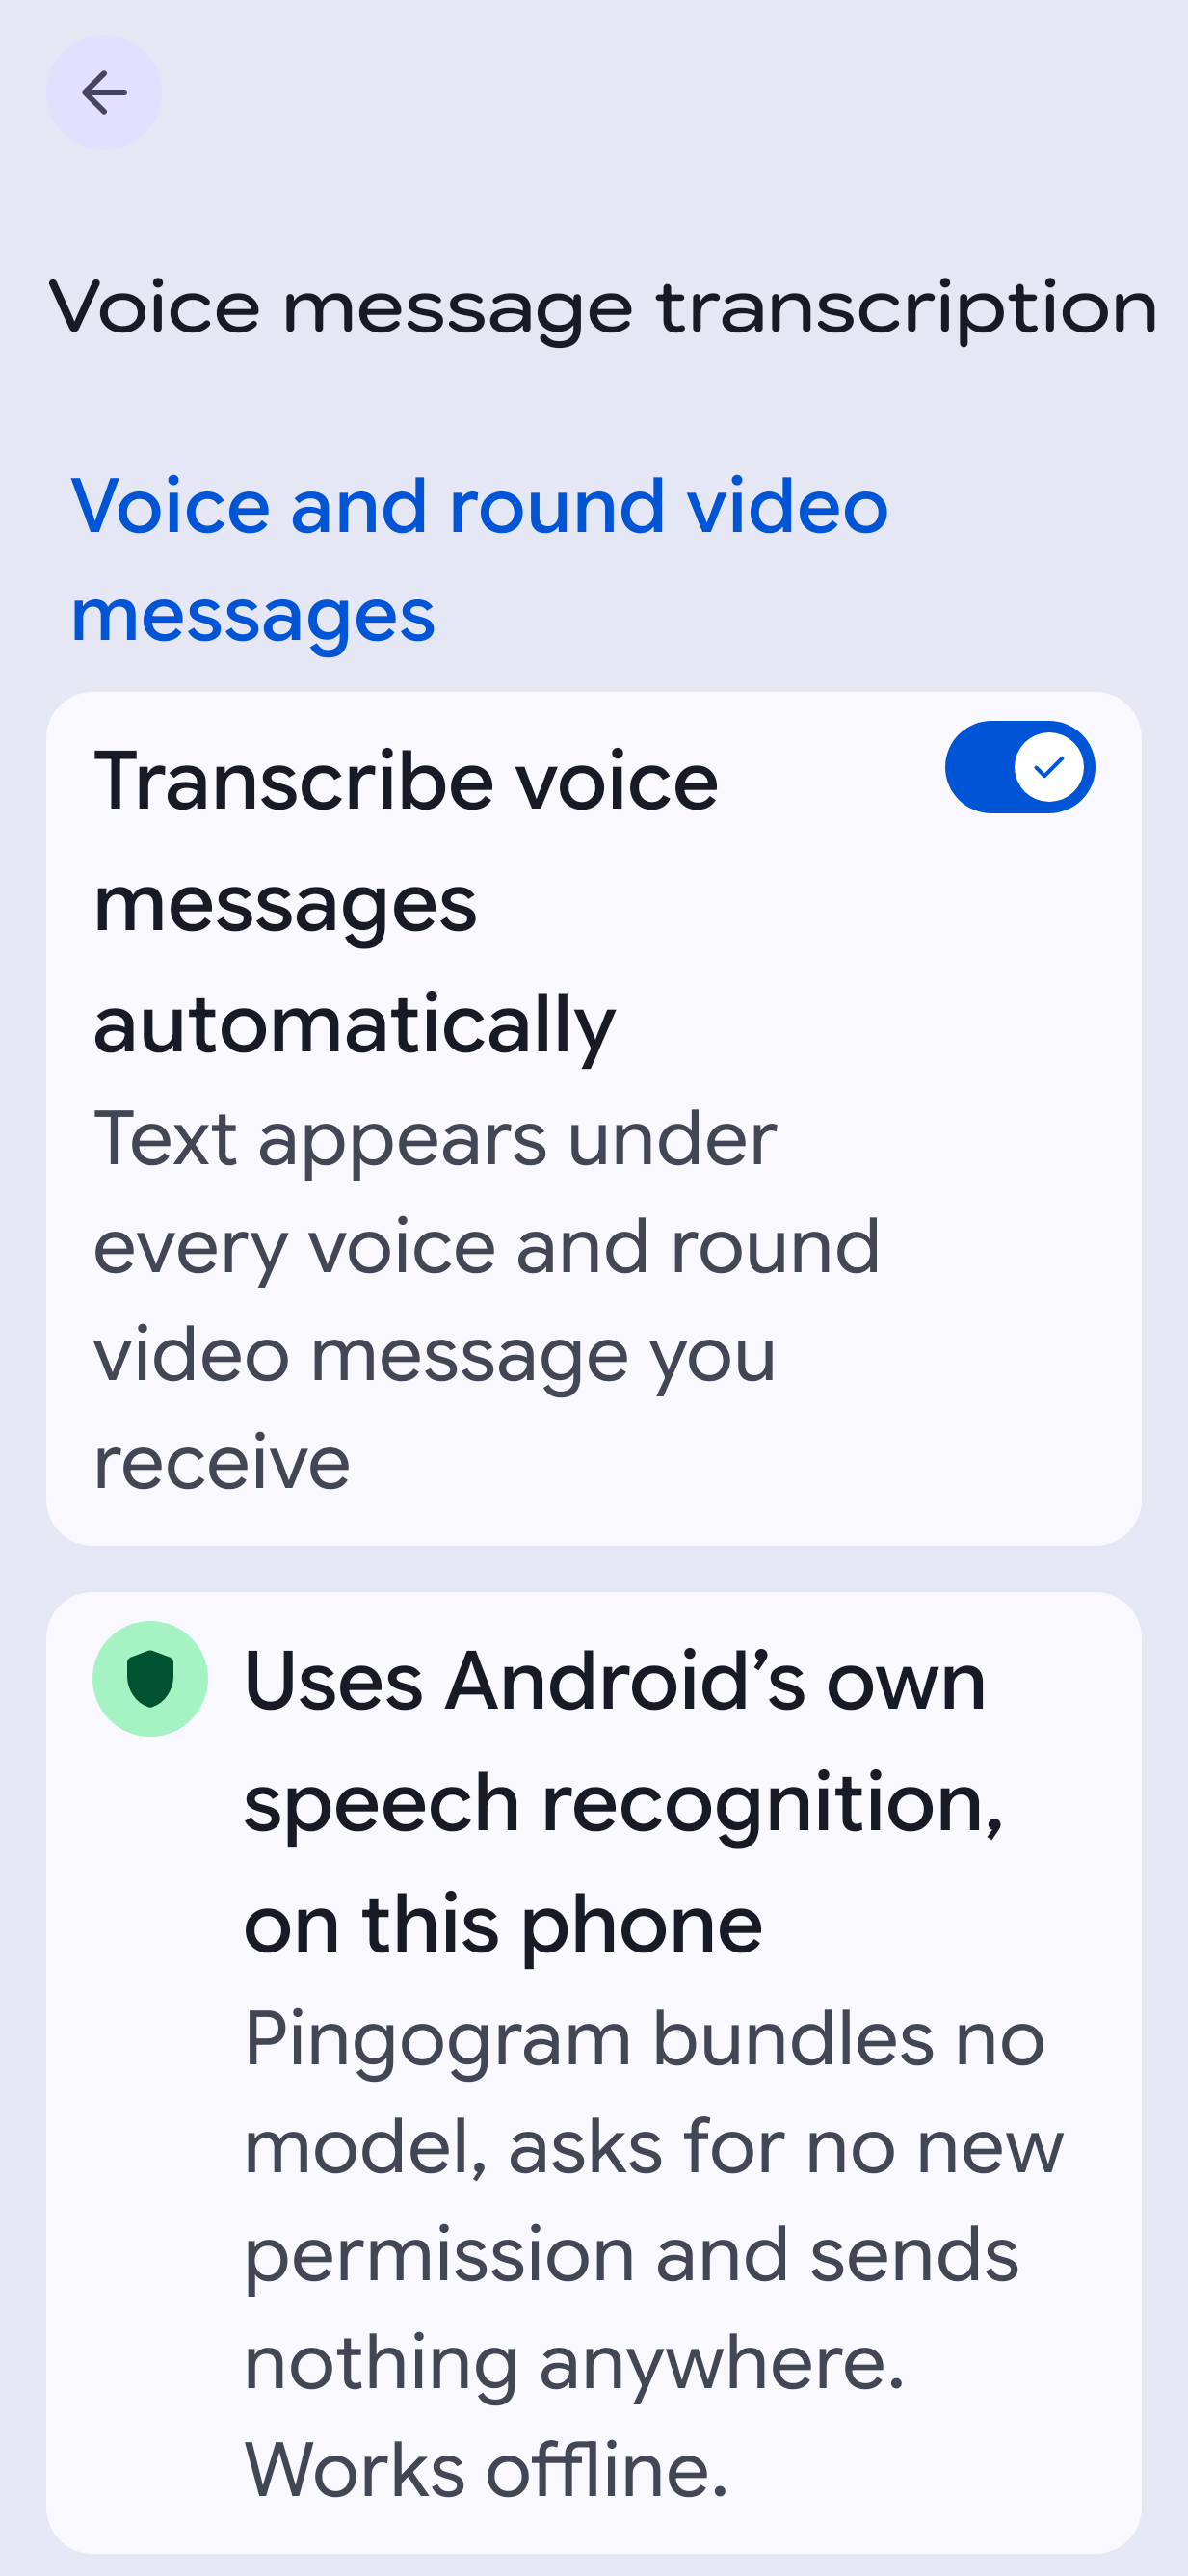 Voice message transcription
Voice and round video
messages
Transcribe voice
messages
automatically
Text appears under
every voice and round
video message you
receive
Uses Android’s own
speech recognition,
on this phone
Pingogram bundles no
model, asks for no new
permission and sends
nothing anywhere.
Works offline.